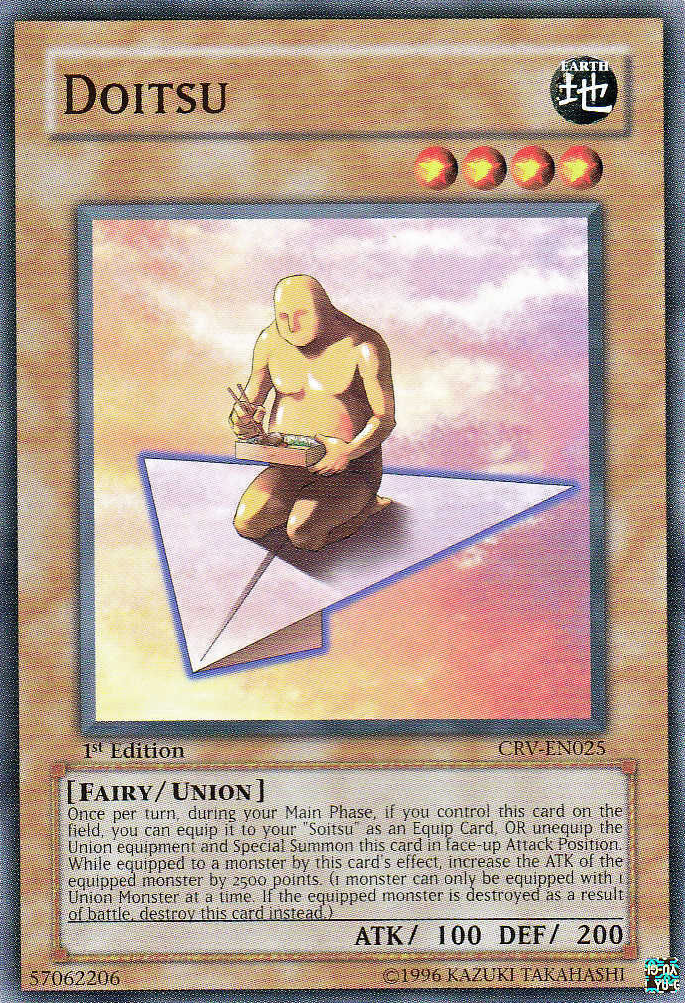 DOITSU
EARTH
地
1st Edition
CRV-EN025
[FAIRY/UNION]
Once per turn, during your Main Phase, if you control this card on the
field, you can equip it to your "Soitsu" as an Equip Card, OR unequip the
Union equipment and Special Summon this card in face-up Attack Position.
While equipped to a monster by this card's effect, increase the ATK of the
equipped monster by 2500 points. (1 monster can only be equipped with 1
Union Monster at a time. If the equipped monster is destroyed as a result
of battle, destroy this card instead.)
ATK/ 100 DEF/ 200
57062206
©1996 KAZUKI TAKAHASHI